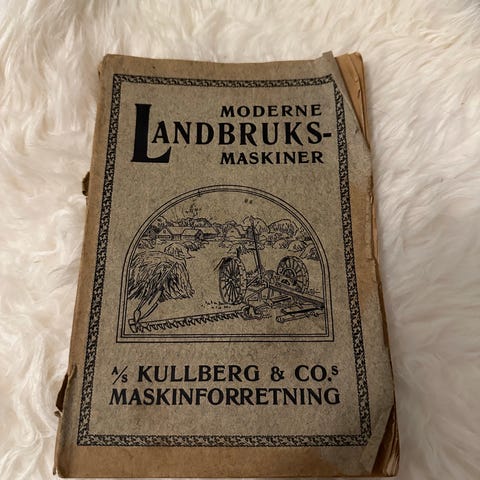 MODERNE
LANDBRUKS-
MASKINER
A/S KULLBERG & CO.S
MASKINFORRETNING